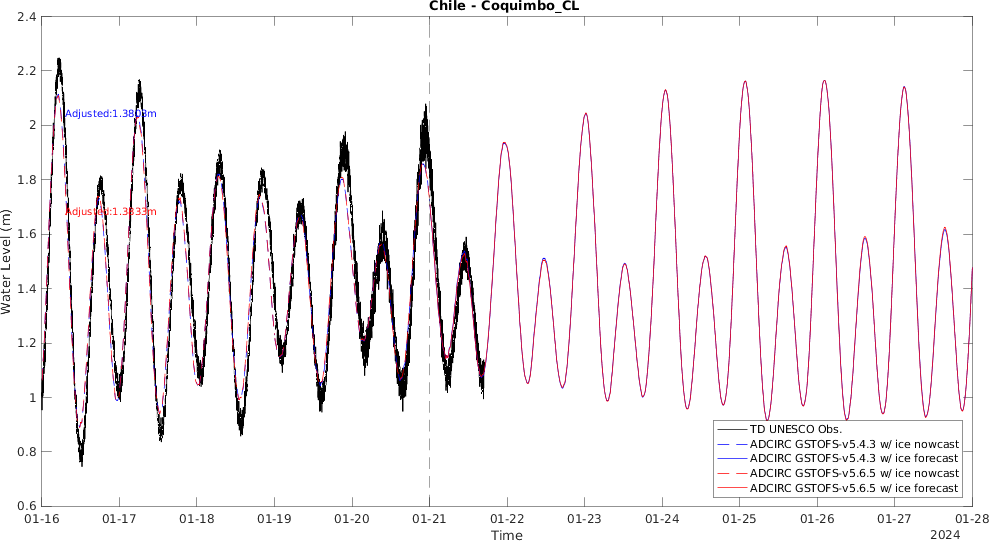 Chile - Coquimbo_CL
2.4
2.2
2
1.8
1.6
1.4
1.2
1
0.8
0.6
Water Level (m)
Adjusted:1.3803m
Adjusted:1.3833m
TD UNESCO Obs.
ADCIRC GSTOFS-v5.4.3 w/ ice nowcast
ADCIRC GSTOFS-v5.4.3 w/ ice forecast
ADCIRC GSTOFS-v5.6.5 w/ ice nowcast
ADCIRC GSTOFS-v5.6.5 w/ ice forecast
01-16 01-17 01-18 01-19 01-20 01-21 01-22 01-23 01-24 01-25 01-26 01-27 01-28
Time
2024